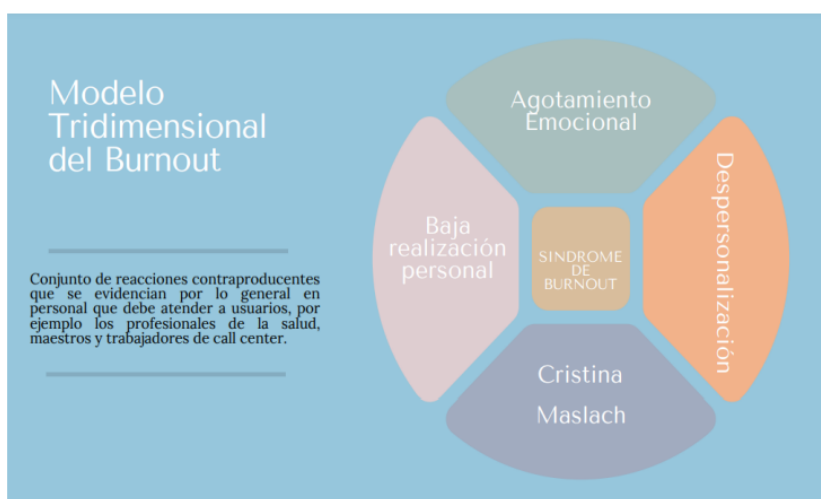 Modelo
Tridimensional
del Burnout
Conjunto de reacciones contraproducentes
que se evidencian por lo general en
personal que debe atender a usuarios, por
ejemplo los profesionales de la salud,
maestros y trabajadores de call center.
Agotamiento
Emocional
Despersonalización
Baja
realización
personal
SINDROME
DE
BURNOUT
Cristina
Maslach